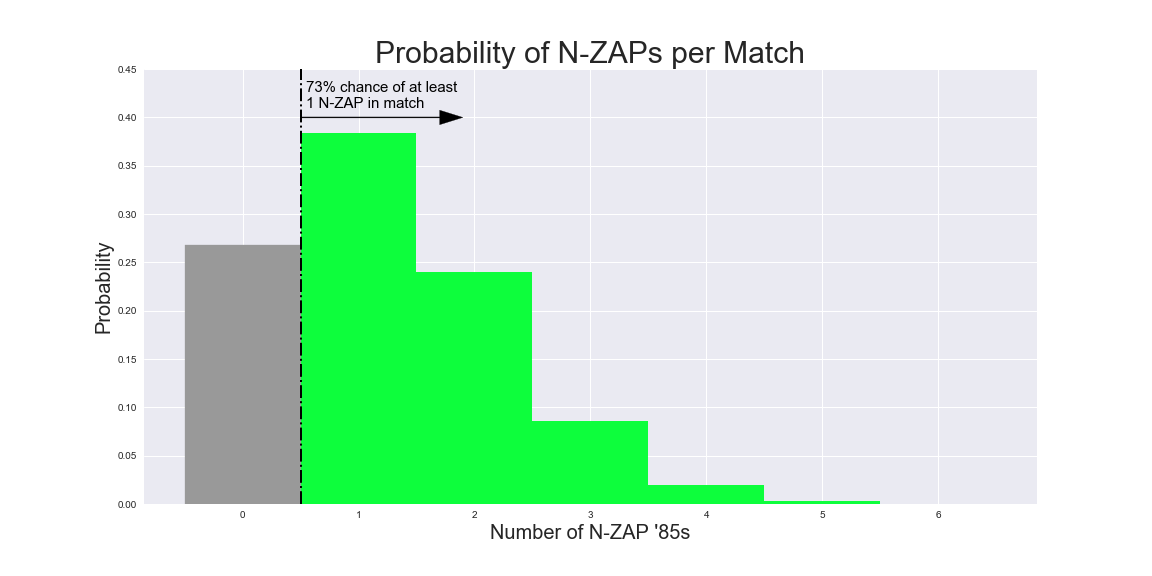 Probability of N-ZAPs per Match
73% chance of at least
1 N-ZAP in match
0.45
0.40
0.35
0.30
0.25
0.20
0.15
0.10
0.05
0.00
Probability
0 1 2 3 4 5 6
Number of N-ZAP '85s